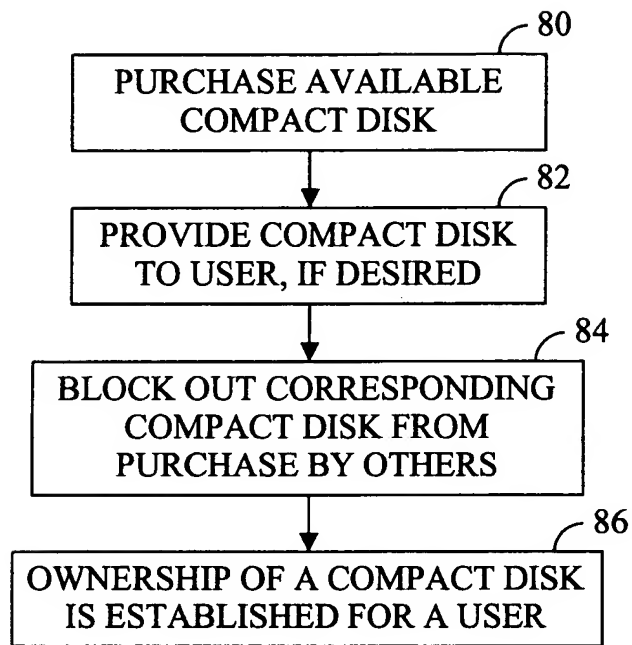 80
PURCHASE AVAILABLE
COMPACT DISK
82
PROVIDE COMPACT DISK
TO USER, IF DESIRED
84
BLOCK OUT CORRESPONDING
COMPACT DISK FROM
PURCHASE BY OTHERS
86
OWNERSHIP OF A COMPACT DISK
IS ESTABLISHED FOR A USER